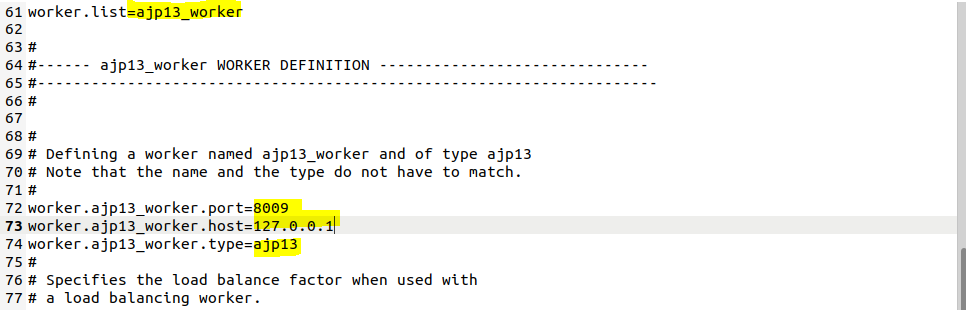 61 worker.list=ajp13_worker
62
63 #
64 #------ ajp13_worker WORKER DEFINITION ------------------------------
65 #---------------------------------------------------------------------
66 #
67
68 #
69 # Defining a worker named ajp13_worker and of type ajp13
70 # Note that the name and the type do not have to match.
71 #
72 worker.ajp13_worker.port=8009
73 worker.ajp13_worker.host=127.0.0.1
74 worker.ajp13_worker.type=ajp13
75 #
76 # Specifies the load balance factor when used with
77 # a load balancing worker.